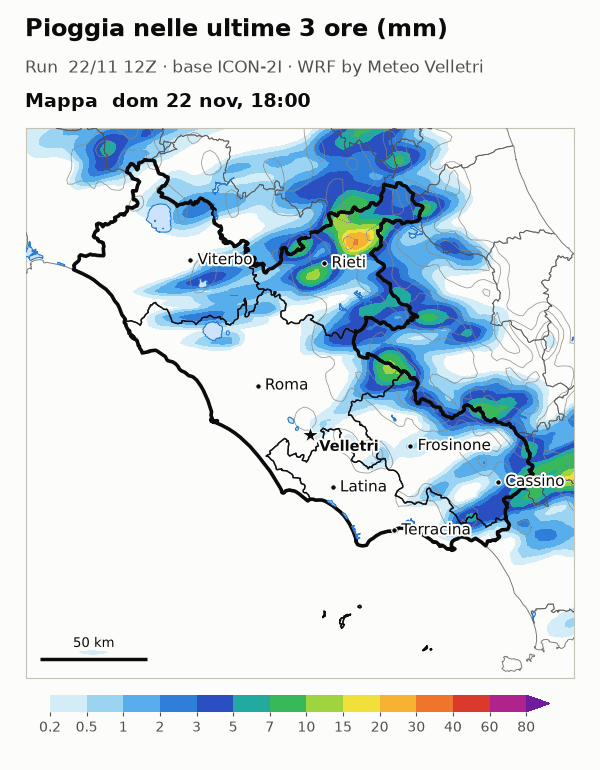 Pioggia nelle ultime 3 ore (mm)
Run  22/11 12Z · base ICON-2I · WRF by Meteo Velletri
Mappa  dom 22 nov, 18:00
Viterbo
Rieti
Roma
Velletri
Frosinone
Cassino
Latina
Terracina
50 km
0.2 0.5 1 2 3 5 7 10 15 20 30 40 60 80